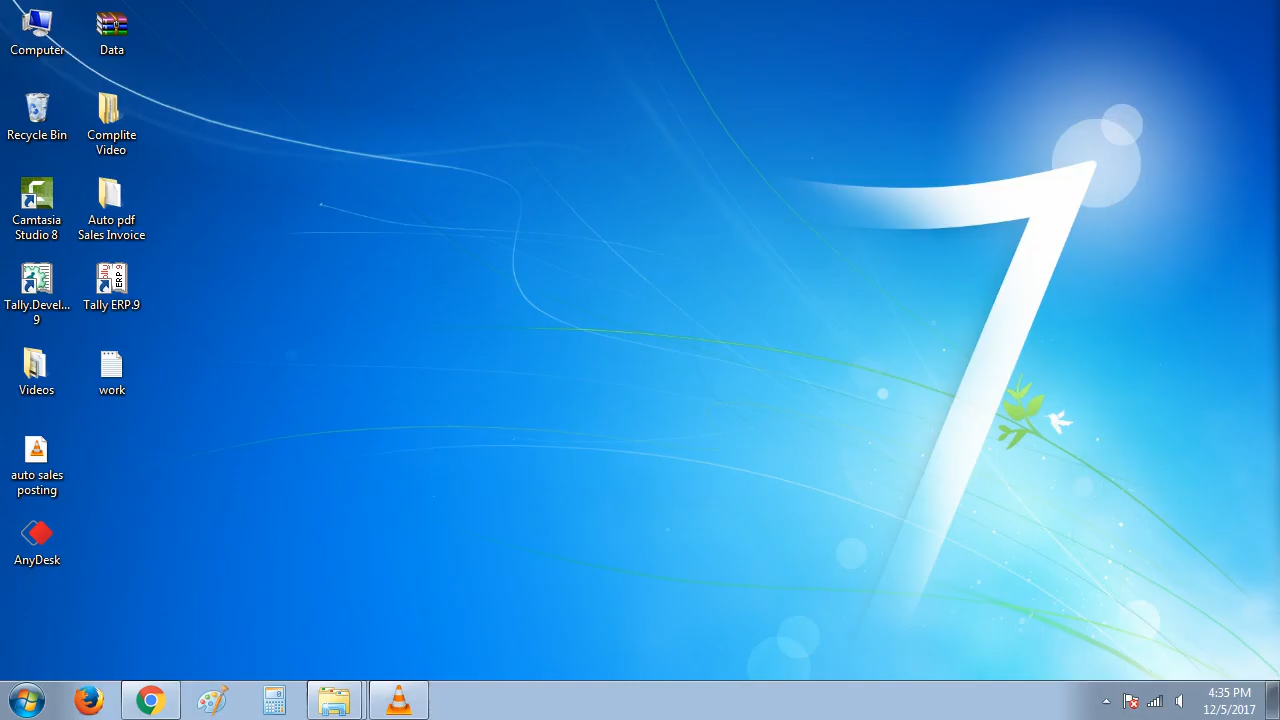 Computer
Data
Recycle Bin
Complite
Video
Camtasia
Studio 8
Auto pdf
Sales Invoice
Tally.Devel...
9
Tally ERP.9
Videos
work
auto sales
posting
AnyDesk
7
4:35 PM
12/5/2017